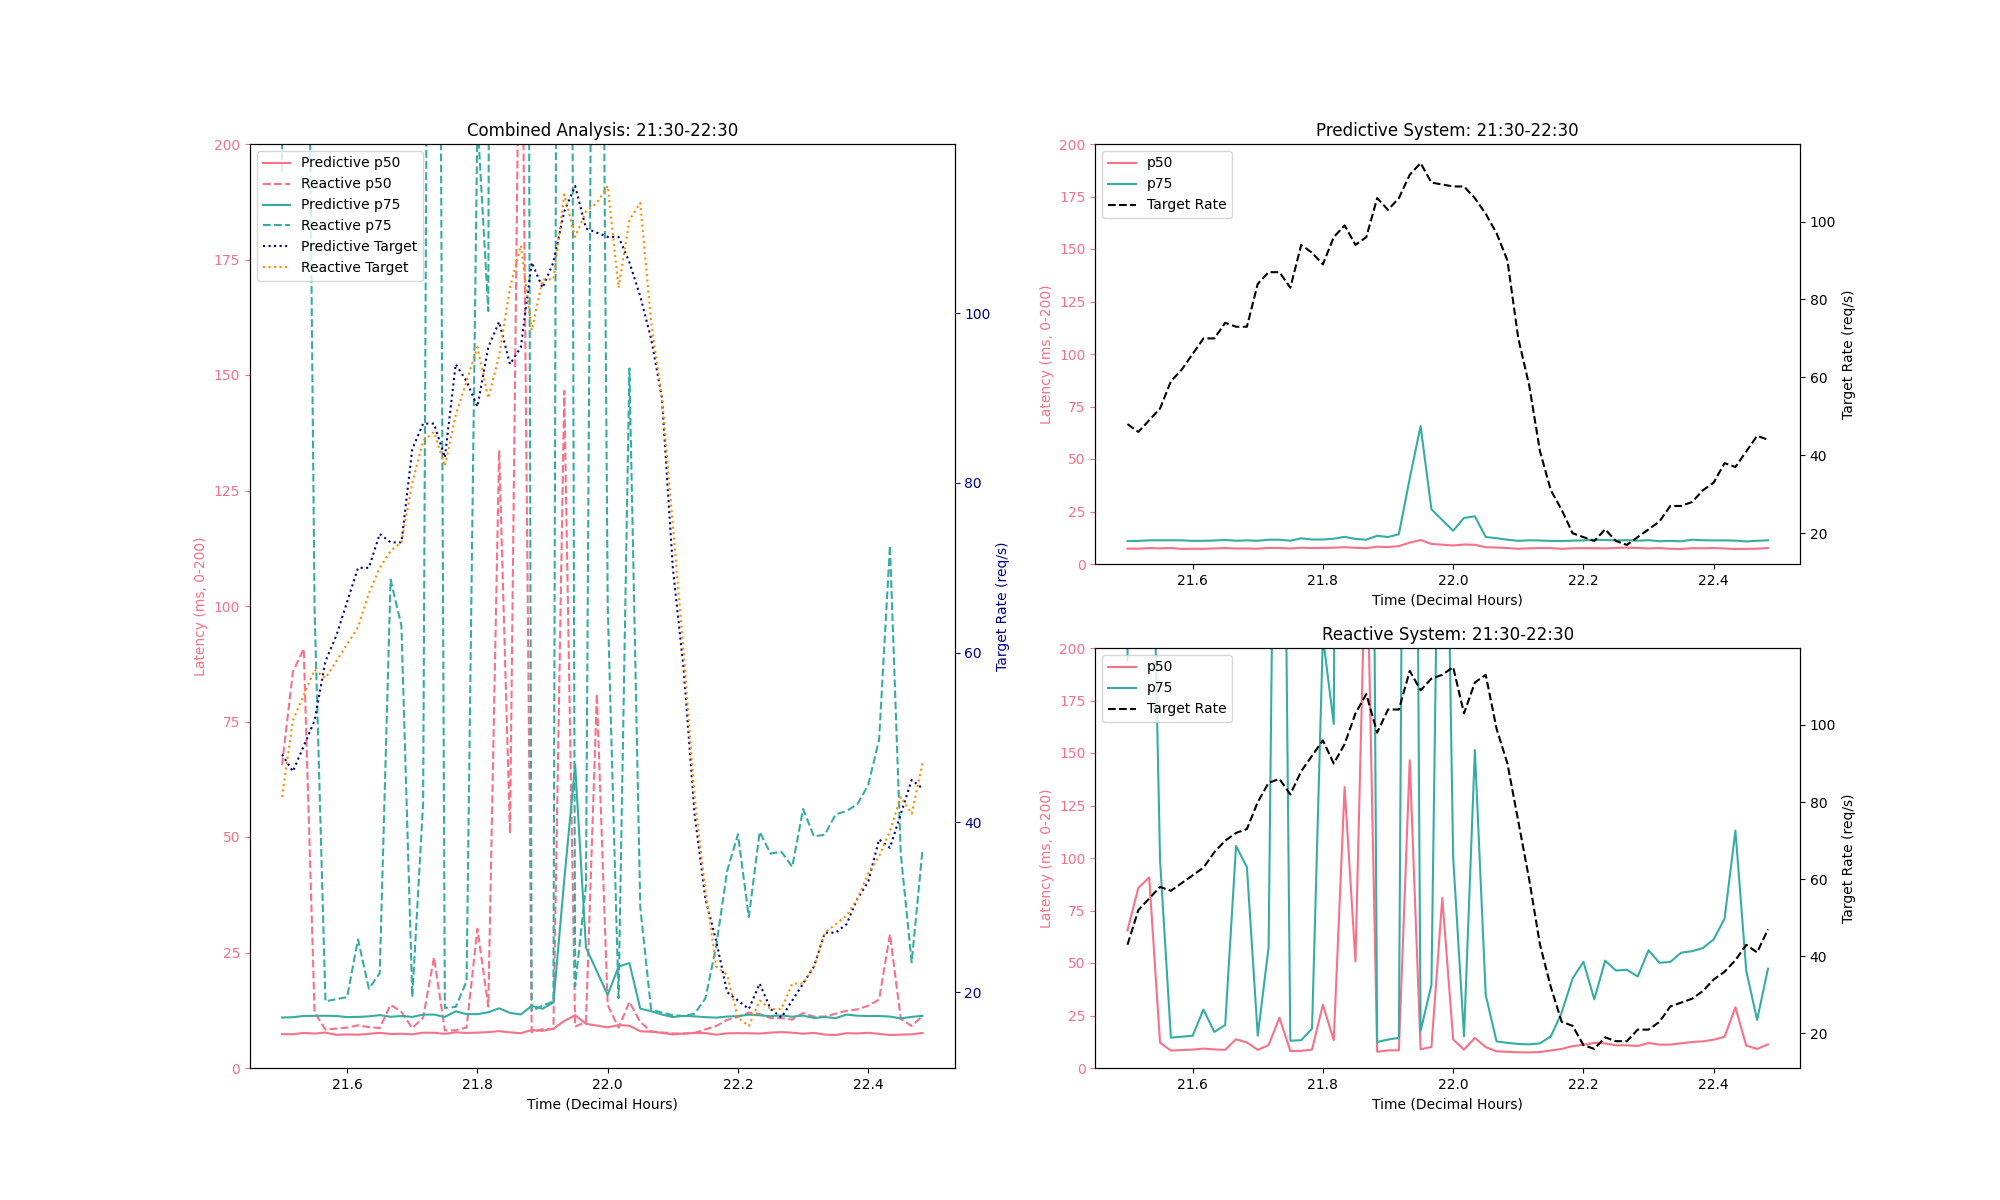 Combined Analysis: 21:30-22:30
Predictive p50
Reactive p50
Predictive p75
Reactive p75
Predictive Target
Reactive Target
Latency (ms, 0-200)
200
175
150
125
100
75
50
25
0
21.6 21.8 22.0 22.2 22.4
Time (Decimal Hours)
100
80
60
40
20
Target Rate (req/s)
Predictive System: 21:30-22:30
p50
p75
Target Rate
Latency (ms, 0-200)
200
175
150
125
100
75
50
25
0
21.6 21.8 22.0 22.2 22.4
Time (Decimal Hours)
100
80
60
40
20
Target Rate (req/s)
Reactive System: 21:30-22:30
p50
p75
Target Rate
Latency (ms, 0-200)
200
175
150
125
100
75
50
25
0
21.6 21.8 22.0 22.2 22.4
Time (Decimal Hours)
100
80
60
40
20
Target Rate (req/s)